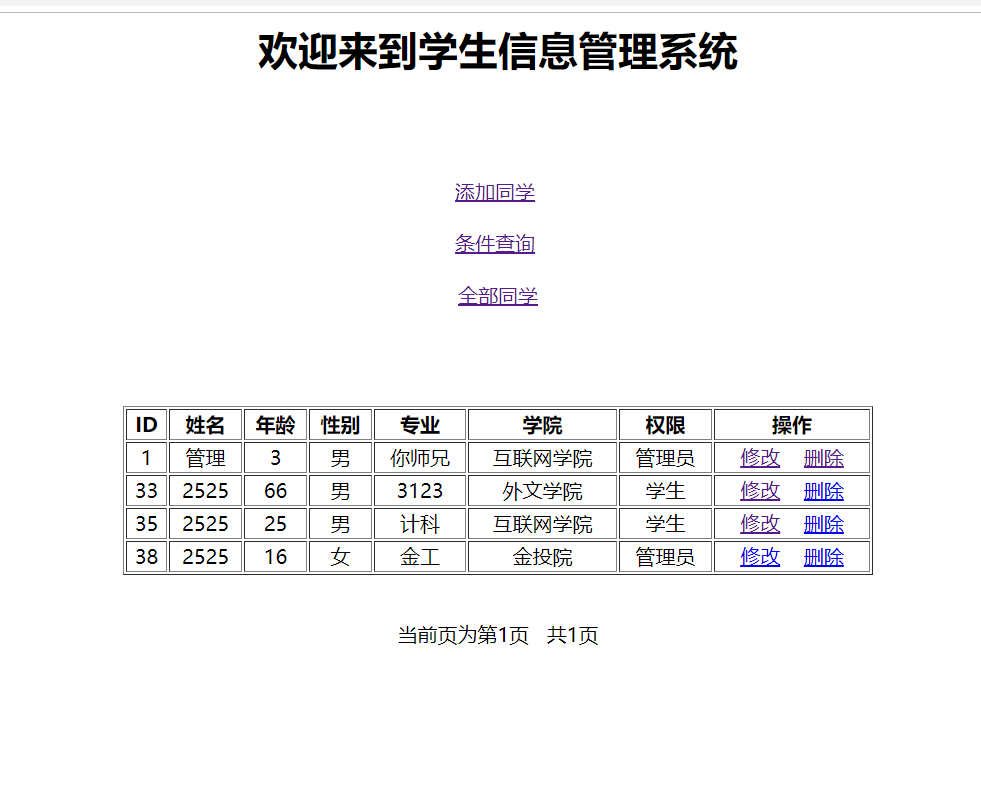 欢迎来到学生信息管理系统
添加同学
条件查询
全部同学
ID 姓名 年龄 性别 专业 学院 权限 操作
1 管理 3 男 你师兄 互联网学院 管理员 修改 删除
33 2525 66 男 3123 外文学院 学生 修改 删除
35 2525 25 男 计科 互联网学院 学生 修改 删除
38 2525 16 女 金工 金投院 管理员 修改 删除
当前页为第1页 共1页